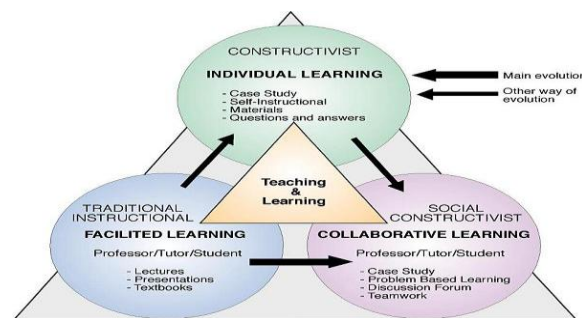 CONSTRUCTIVIST
INDIVIDUAL LEARNING
- Case Study
- Self-Instructional
- Materials
- Questions and answers
Main evolution
Other way of
evolution
Teaching
&
Learning
TRADITIONAL
INSTRUCTIONAL
FACILITED LEARNING
Professor/Tutor/Student
- Lectures
- Presentations
- Textbooks
SOCIAL
CONSTRUCTIVIST
COLLABORATIVE LEARNING
Professor/Tutor/Student
- Case Study
- Problem Based Learning
- Discussion Forum
- Teamwork